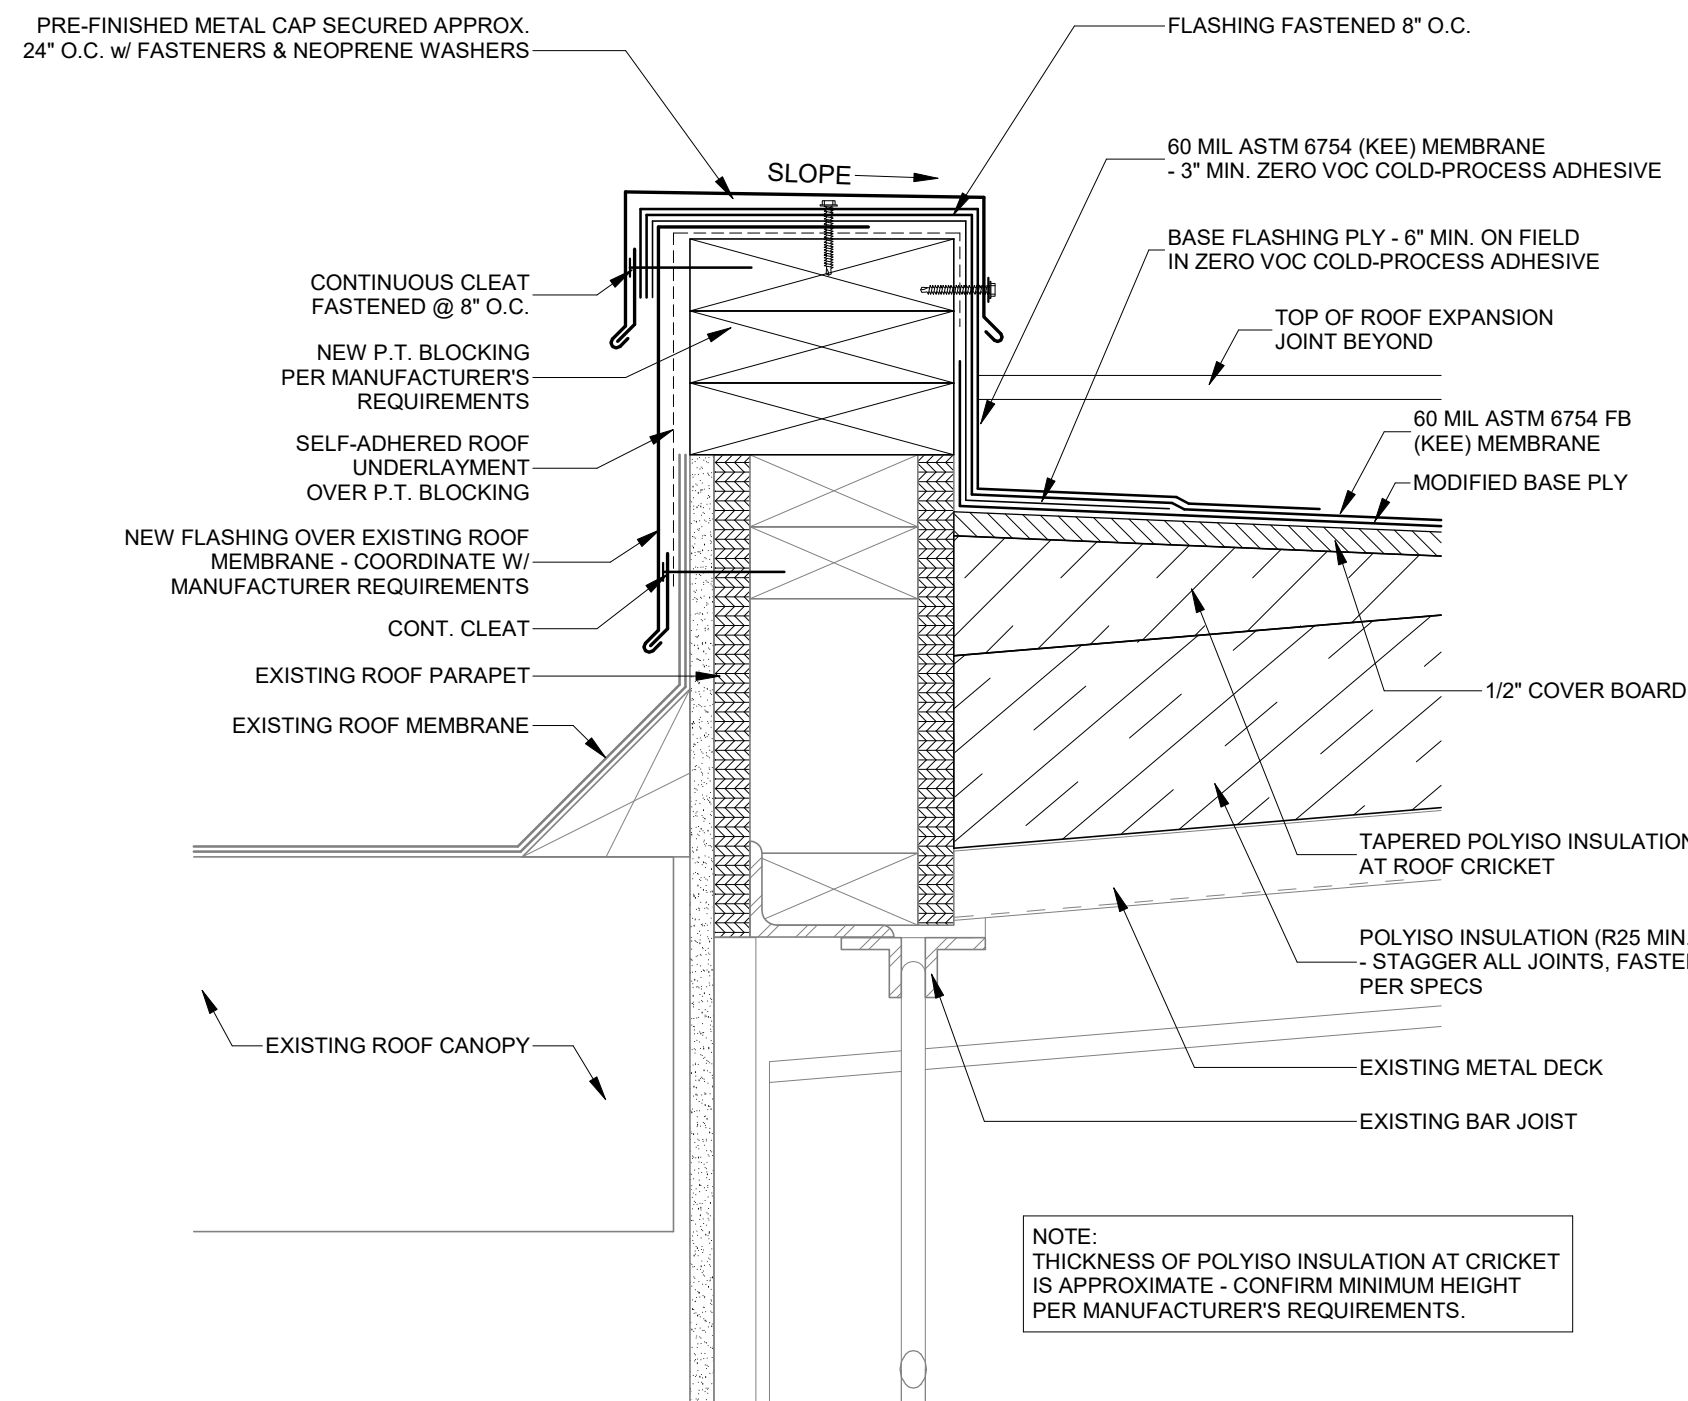 PRE-FINISHED METAL CAP SECURED APPROX.
24" O.C. w/ FASTENERS & NEOPRENE WASHERS
FLASHING FASTENED 8" O.C.
SLOPE
60 MIL ASTM 6754 (KEE) MEMBRANE
- 3" MIN. ZERO VOC COLD-PROCESS ADHESIVE
BASE FLASHING PLY - 6" MIN. ON FIELD
IN ZERO VOC COLD-PROCESS ADHESIVE
CONTINUOUS CLEAT
FASTENED @ 8" O.C.
TOP OF ROOF EXPANSION
JOINT BEYOND
NEW P.T. BLOCKING
PER MANUFACTURER'S
REQUIREMENTS
60 MIL ASTM 6754 FB
(KEE) MEMBRANE
SELF-ADHERED ROOF
UNDERLAYMENT
OVER P.T. BLOCKING
MODIFIED BASE PLY
NEW FLASHING OVER EXISTING ROOF
MEMBRANE - COORDINATE W/
MANUFACTURER REQUIREMENTS
CONT. CLEAT
EXISTING ROOF PARAPET
1/2" COVER BOARD
EXISTING ROOF MEMBRANE
TAPERED POLYISO INSULATION
AT ROOF CRICKET
POLYISO INSULATION (R25 MIN.
- STAGGER ALL JOINTS, FASTE
PER SPECS
EXISTING ROOF CANOPY
EXISTING METAL DECK
EXISTING BAR JOIST
NOTE:
THICKNESS OF POLYISO INSULATION AT CRICKET
IS APPROXIMATE - CONFIRM MINIMUM HEIGHT
PER MANUFACTURER'S REQUIREMENTS.